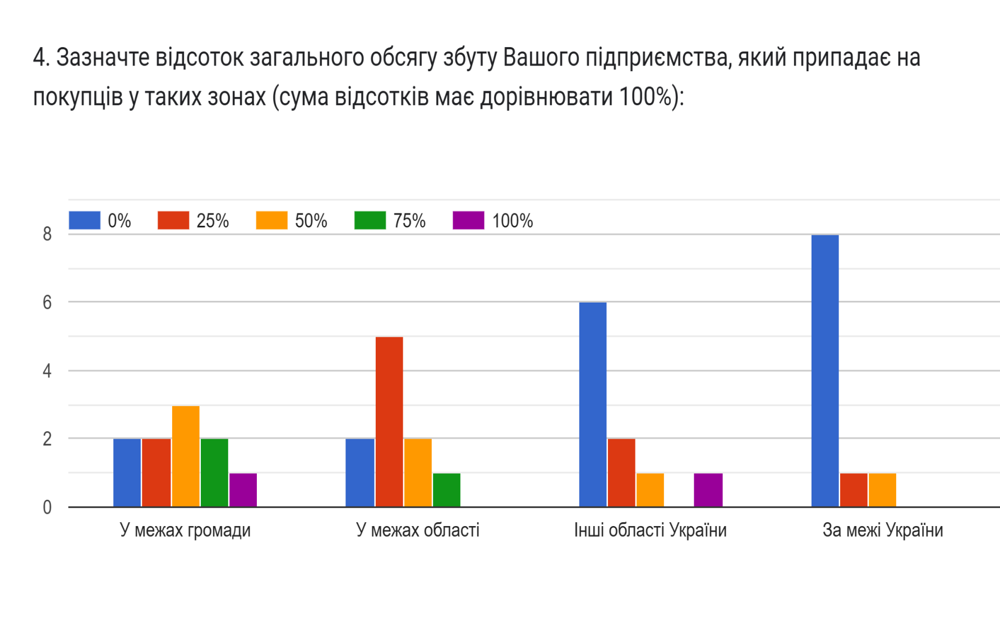 4. Зазначте відсоток загального обсягу збуту Вашого підприємства, який припадає на
покупців у таких зонах (сума відсотків має дорівнювати 100%):
0% 25% 50% 75% 100%
8
6
4
2
0
У межах громади У межах області Інші області України За межі України